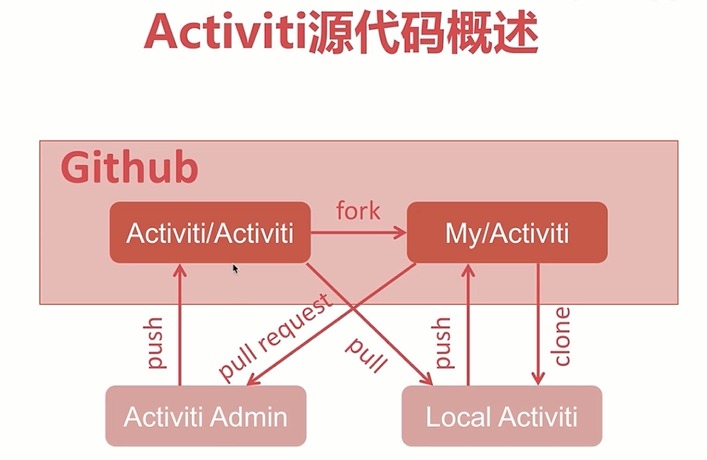 Activiti源代码概述
Github
fork
Activiti/Activiti
My/Activiti
push
pull request
pull
push
clone
Activiti Admin
Local Activiti